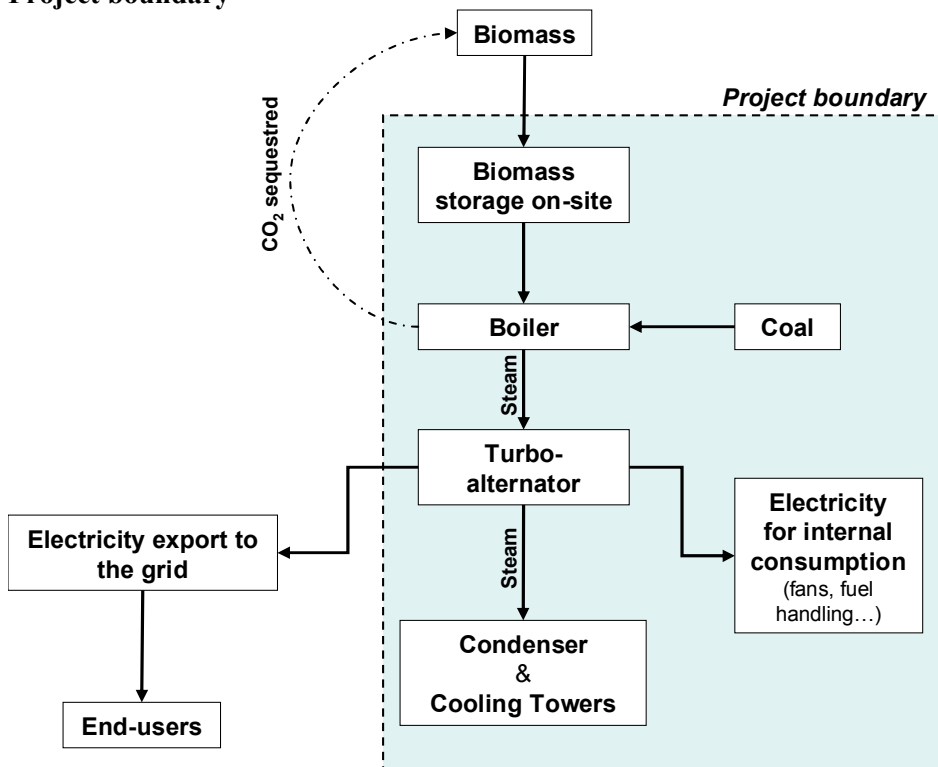 Project boundary
Biomass
Project boundary
CO₂ sequestred
Biomass
storage on-site
Boiler
Coal
Steam
Turbo-
alternator
Electricity export to
the grid
Electricity
for internal
consumption
(fans, fuel
handling…)
Steam
Condenser
&
Cooling Towers
End-users